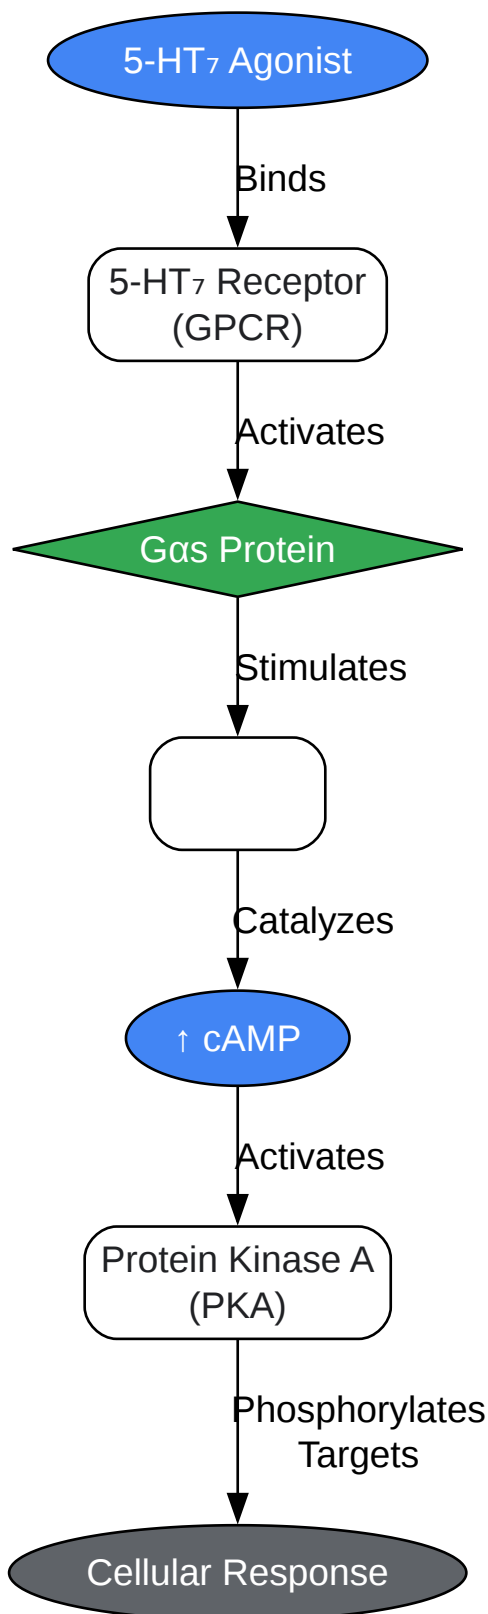 5-HT₇ Agonist
Binds
5-HT₇ Receptor
(GPCR)
Activates
Gαs Protein
Stimulates
Catalyzes
↑ cAMP
Activates
Protein Kinase A
(PKA)
Phosphorylates
Targets
Cellular Response